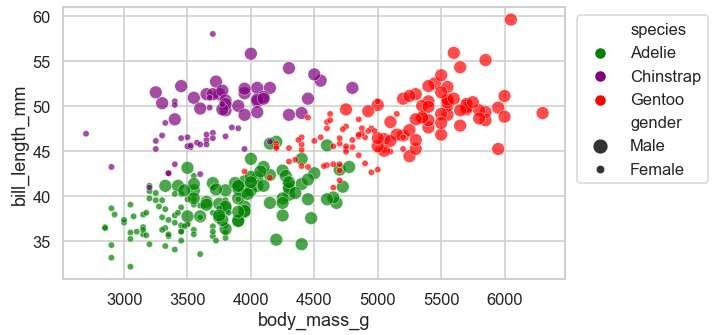 60
55
50
45
40
35
bill_length_mm
3000 3500 4000 4500 5000 5500 6000
body_mass_g
species
Adelie
Chinstrap
Gentoo
gender
Male
Female